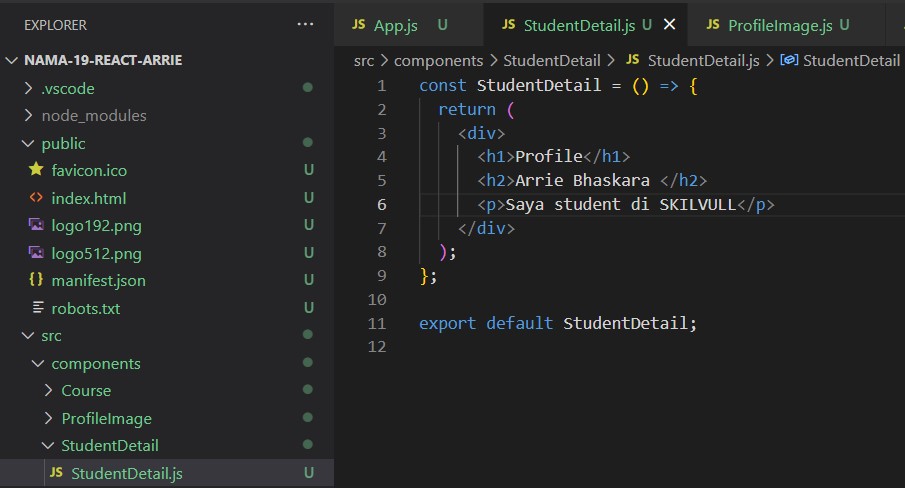 EXPLORER ···
NAMA-19-REACT-ARRIE
.vscode
node_modules
public
favicon.ico U
<> index.html U
logo192.png U
logo512.png U
{} manifest.json U
robots.txt U
src
components
Course
ProfileImage
StudentDetail
JS StudentDetail.js U
JS App.js U JS StudentDetail.js U × JS ProfileImage.js U
src > components > StudentDetail > JS StudentDetail.js > StudentDetail
1 const StudentDetail = () => {
2 return (
3 <div>
4 <h1>Profile</h1>
5 <h2>Arrie Bhaskara </h2>
6 <p>Saya student di SKILVULL</p>
7 </div>
8 );
9 };
10
11 export default StudentDetail;
12